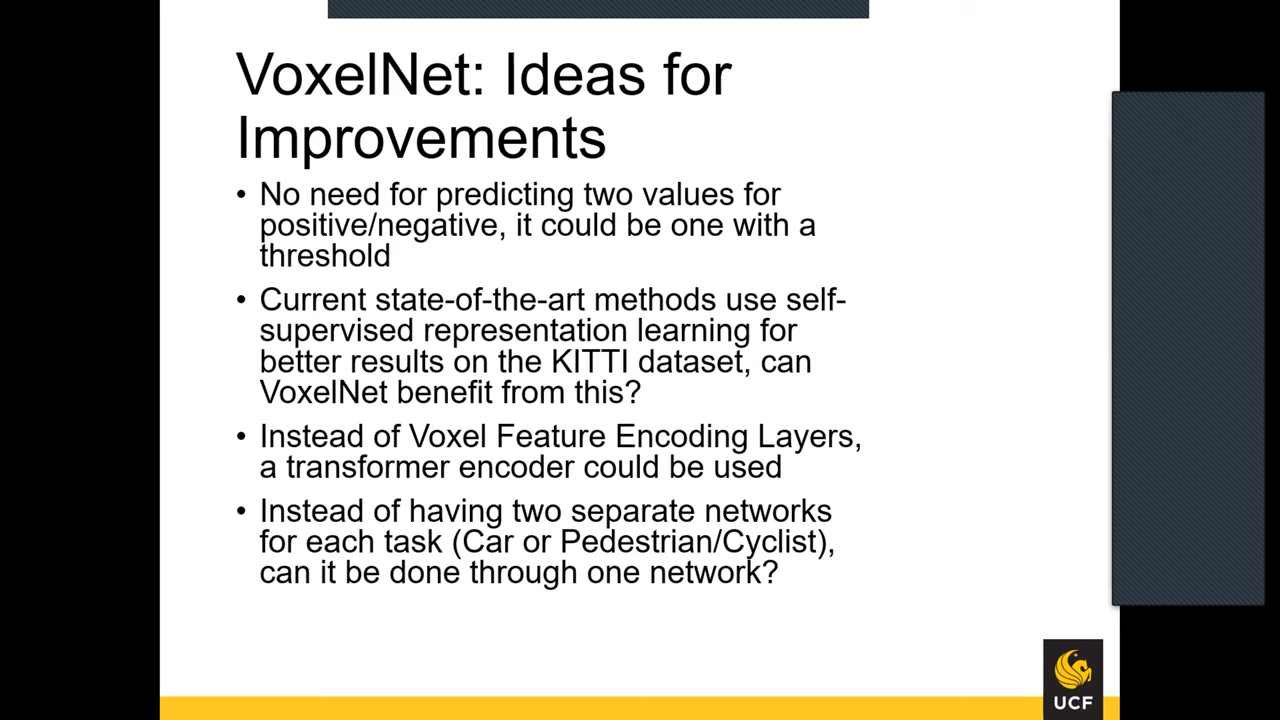 VoxelNet: Ideas for
Improvements
• No need for predicting two values for
positive/negative, it could be one with a
threshold
• Current state-of-the-art methods use self-
supervised representation learning for
better results on the KITTI dataset, can
VoxelNet benefit from this?
• Instead of Voxel Feature Encoding Layers,
a transformer encoder could be used
• Instead of having two separate networks
for each task (Car or Pedestrian/Cyclist),
can it be done through one network?
UCF